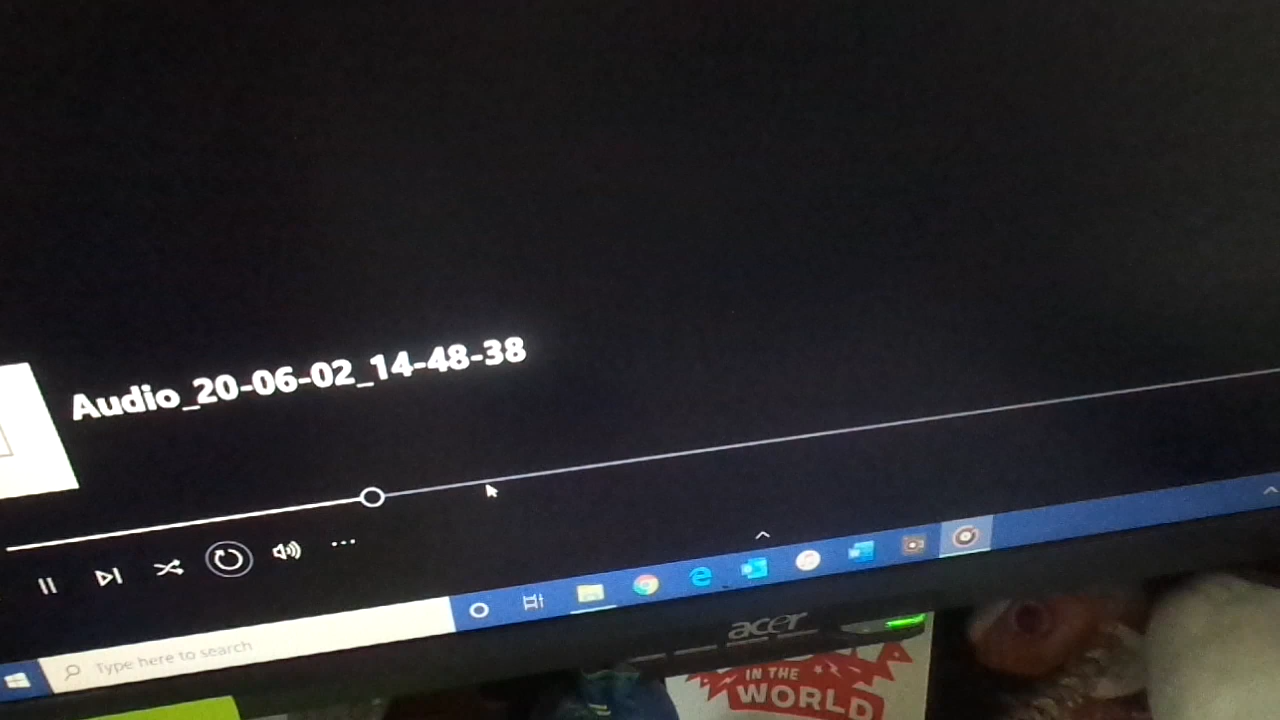 Audio_20-06-02_14-48-38
Type here to search
acer
IN THE
WORLD